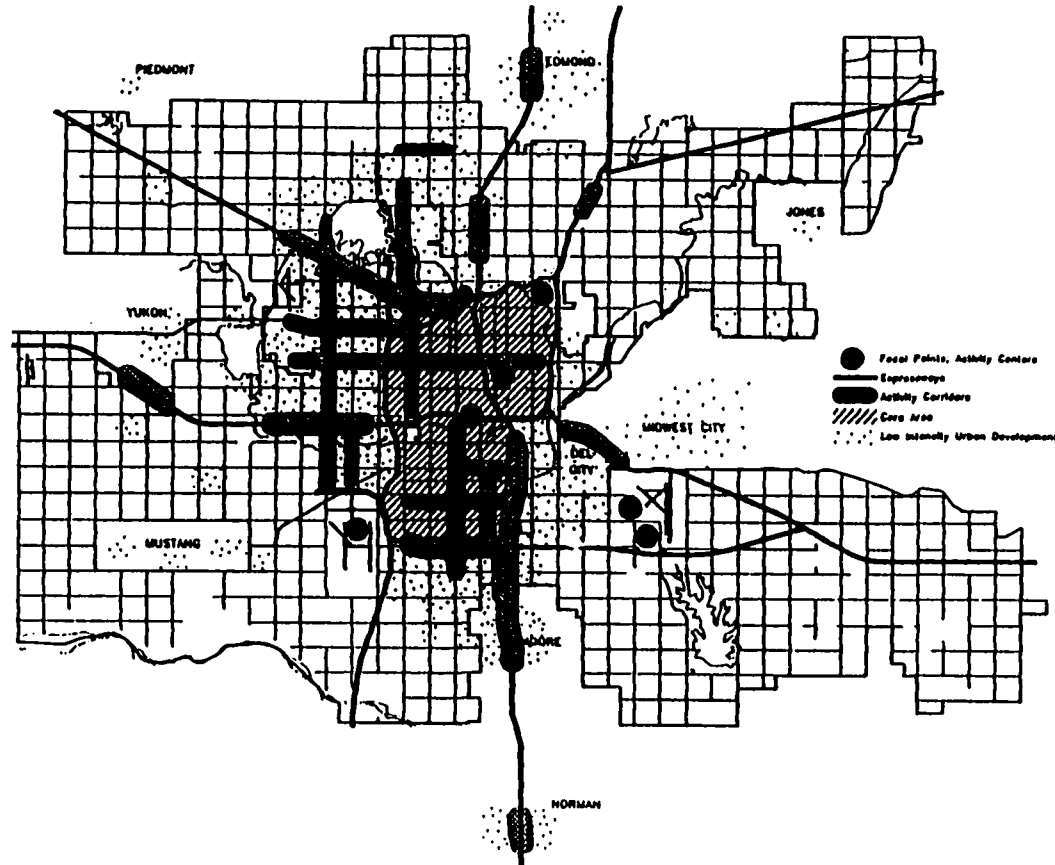 PIEDMONT
EDMOND
JONES
YUKON
Focal Points, Activity Centers
Expressways
Activity Corridors
Core Area
Low Intensity Urban Development
MIDWEST CITY
DEL
CITY
MUSTANG
MOORE
NORMAN